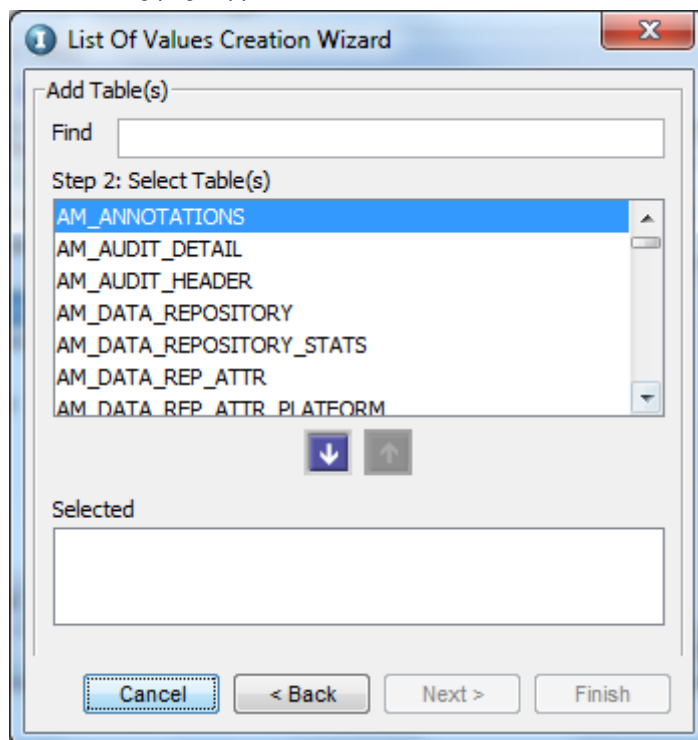 List Of Values Creation Wizard
Add Table(s)
Find
Step 2: Select Table(s)
AM_ANNOTATIONS
AM_AUDIT_DETAIL
AM_AUDIT_HEADER
AM_DATA_REPOSITORY
AM_DATA_REPOSITORY_STATS
AM_DATA_REP_ATTR
AM_DATA_REP_ATTR_PLATFORM
Selected
Cancel < Back Next > Finish